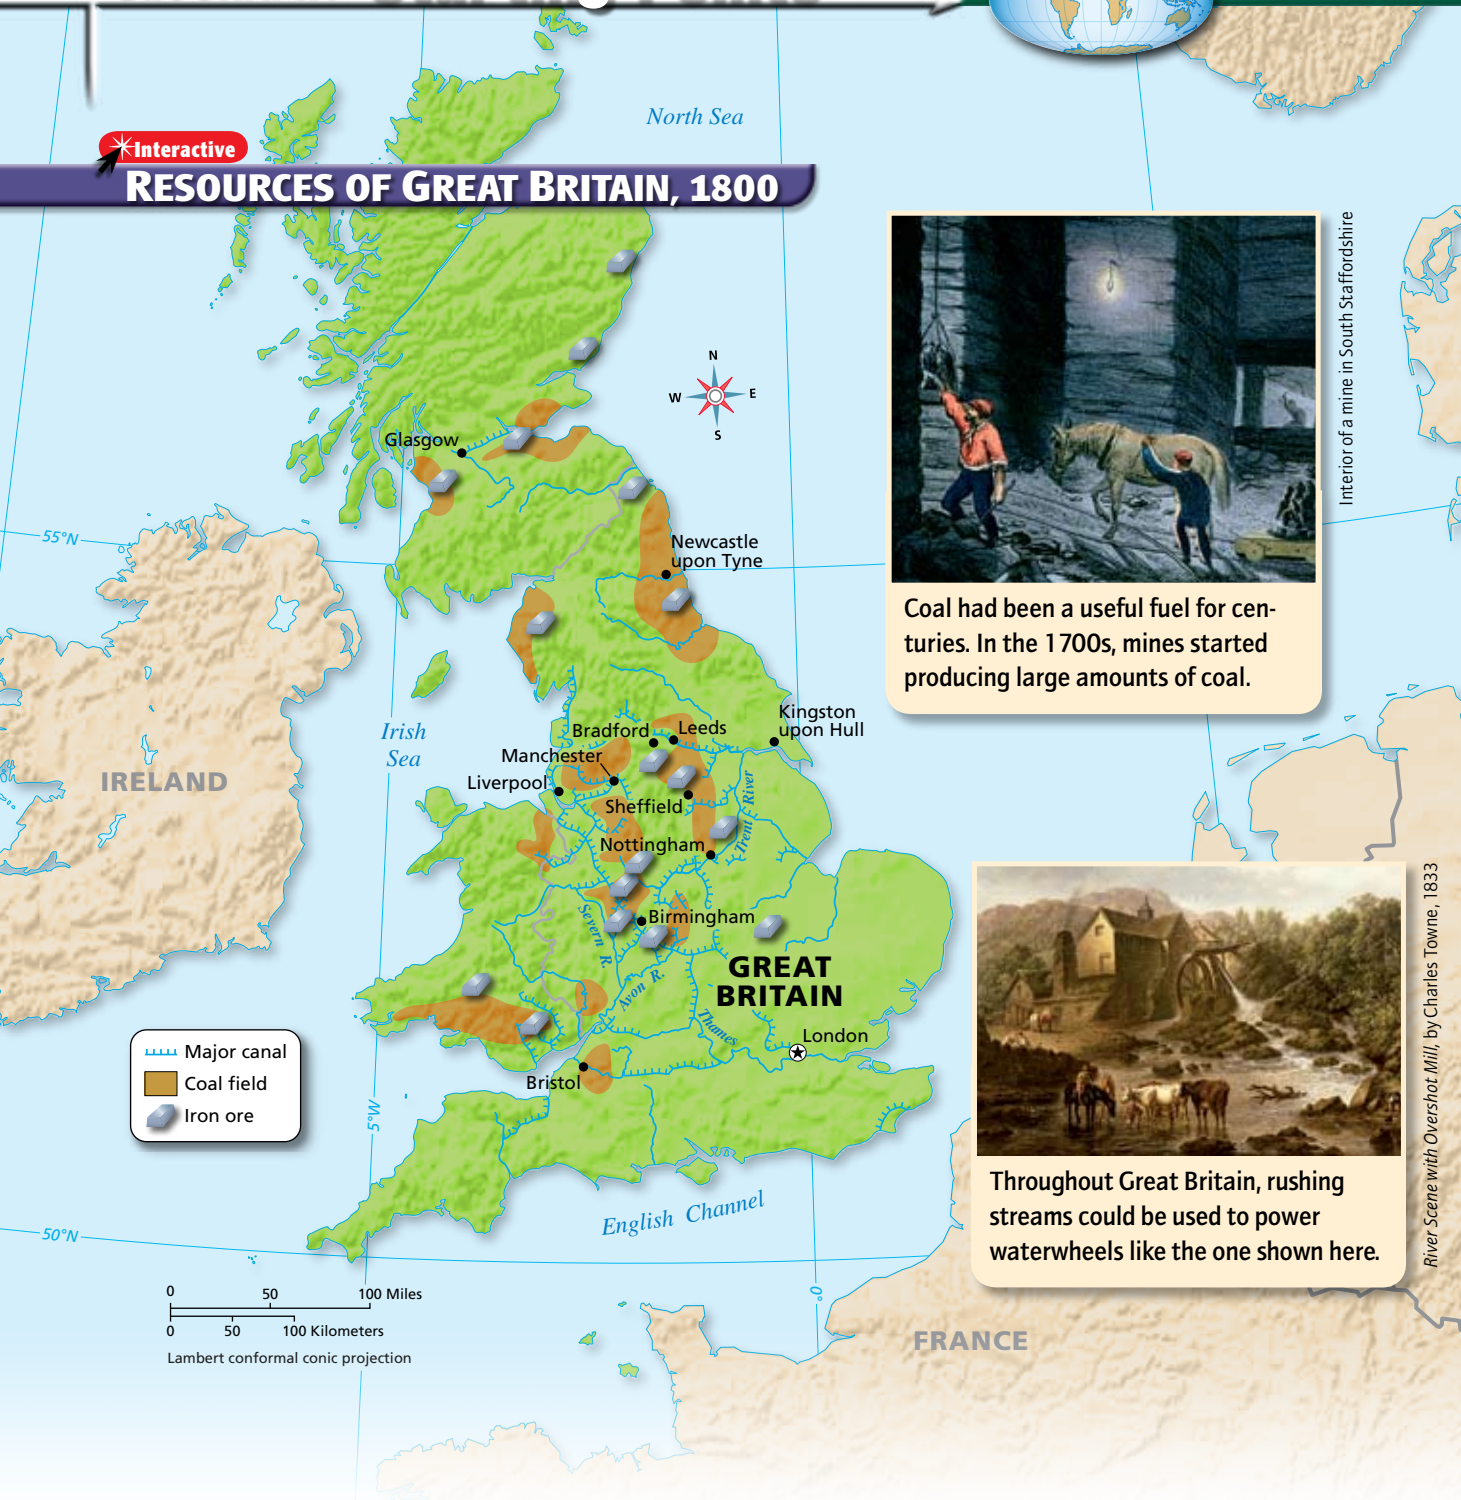 North Sea
Interactive
RESOURCES OF GREAT BRITAIN, 1800
N
W
E
S
Glasgow
55°N
Newcastle
upon Tyne
Irish
Sea
IRELAND
Bradford
Leeds
Kingston
upon Hull
Manchester
Liverpool
Sheffield
Trent River
Nottingham
Severn R.
Birmingham
Avon R.
GREAT
BRITAIN
Thames
London
Bristol
Major canal
Coal field
Iron ore
5°W
English Channel
50°N
0°
0 50 100 Miles
0 50 100 Kilometers
Lambert conformal conic projection
FRANCE
Interior of a mine in South Staffordshire
Coal had been a useful fuel for cen-
turies. In the 1700s, mines started
producing large amounts of coal.
River Scene with Overshot Mill, by Charles Towne, 1833
Throughout Great Britain, rushing
streams could be used to power
waterwheels like the one shown here.